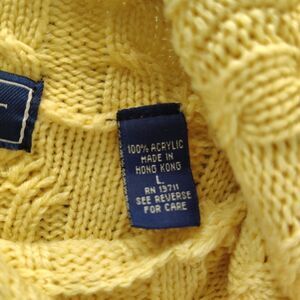 100% ACRYLIC
MADE IN
HONG KONG
L
RN 13711
SEE REVERSE
FOR CARE